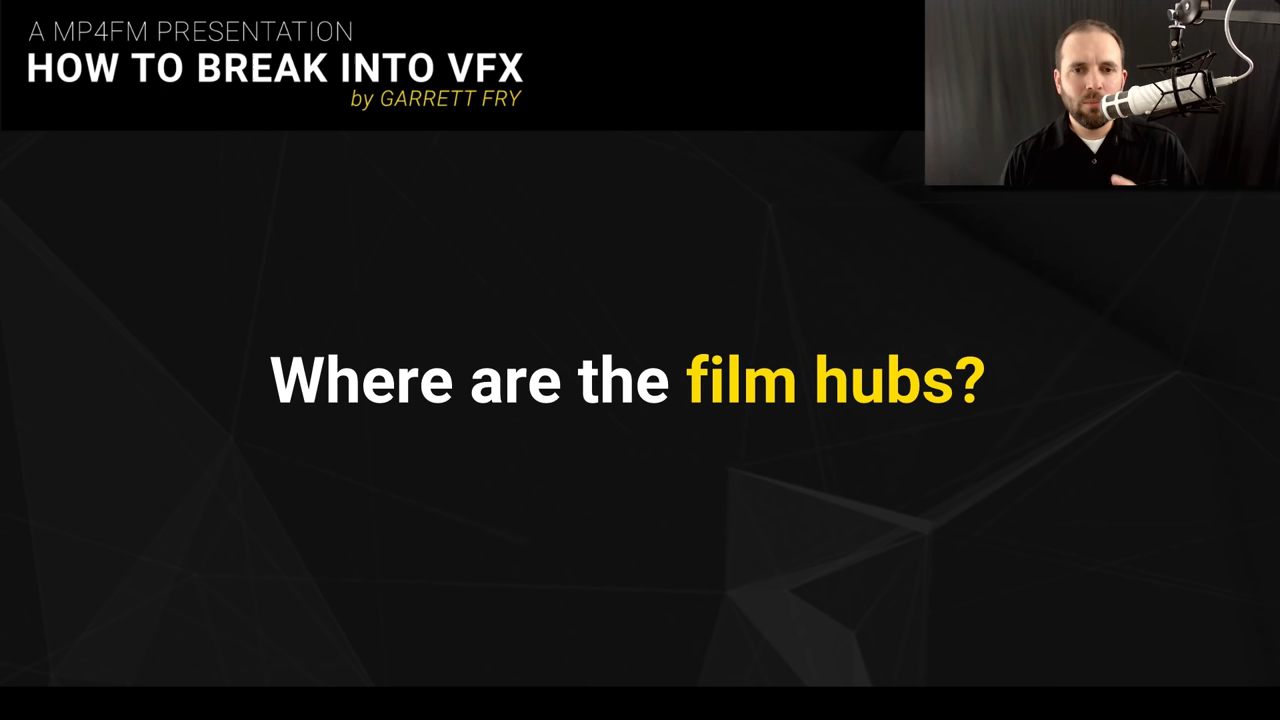 A MP4FM PRESENTATION
HOW TO BREAK INTO VFX
by GARRETT FRY
Where are the film hubs?